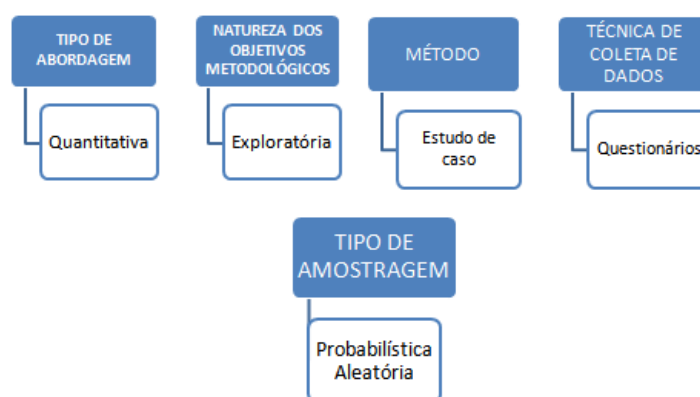 TIPO DE
ABORDAGEM
Quantitativa
NATUREZA DOS
OBJETIVOS
METODOLÓGICOS
Exploratória
MÉTODO
Estudo de
caso
TÉCNICA DE
COLETA DE
DADOS
Questionários
TIPO DE
AMOSTRAGEM
Probabilística
Aleatória